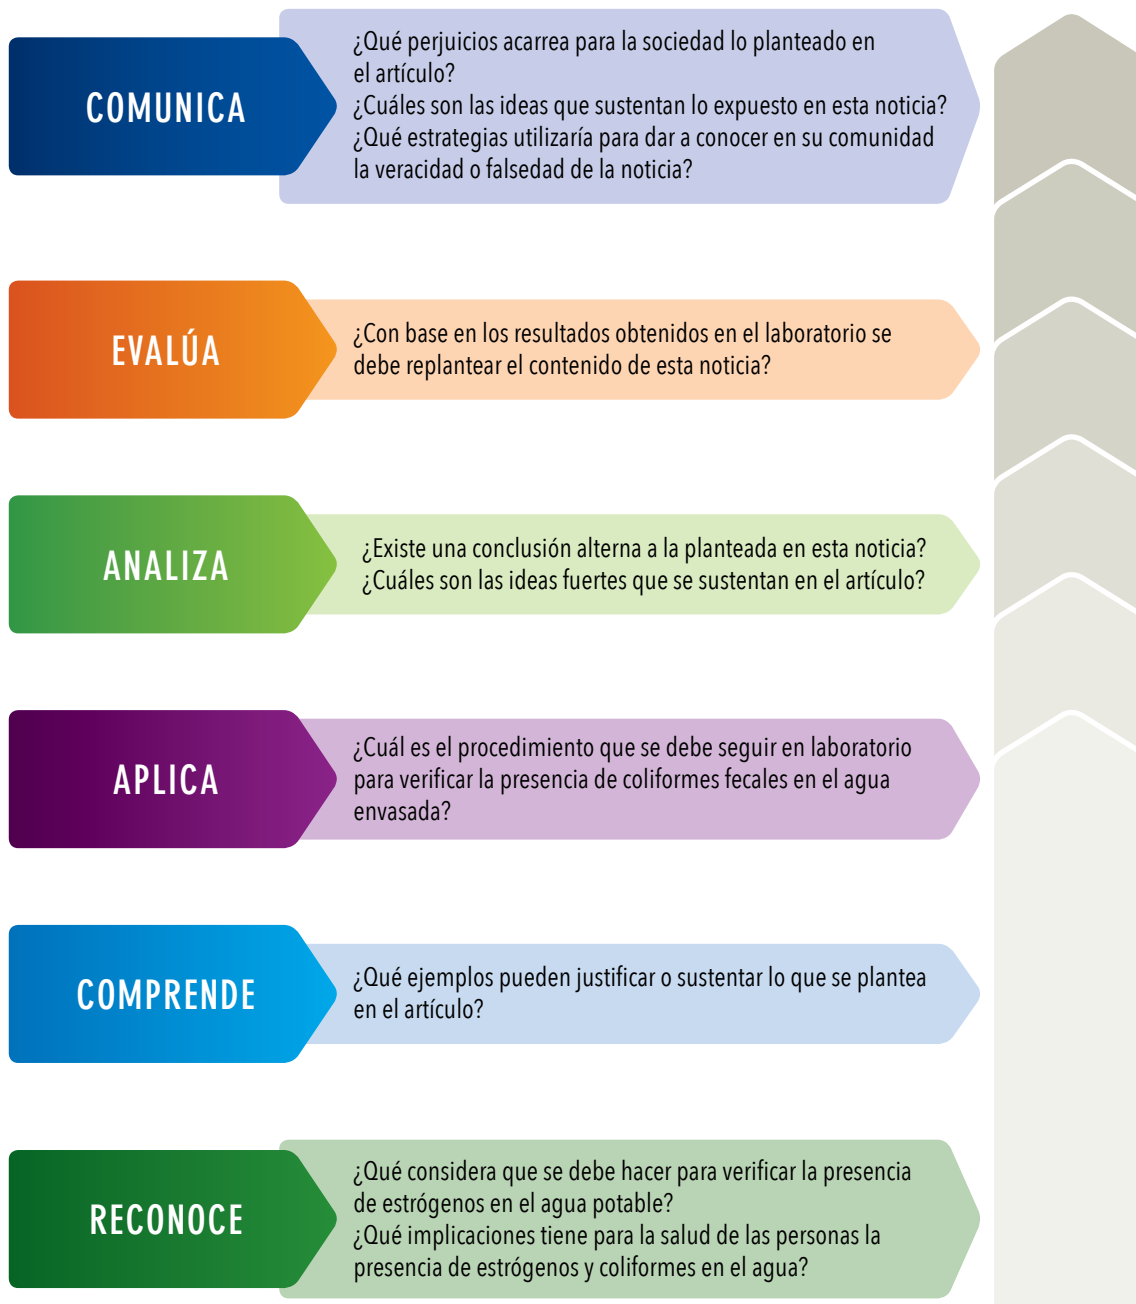 COMUNICA
¿Qué perjuicios acarrea para la sociedad lo planteado en
el artículo?
¿Cuáles son las ideas que sustentan lo expuesto en esta noticia?
¿Qué estrategias utilizaría para dar a conocer en su comunidad
la veracidad o falsedad de la noticia?
EVALÚA
¿Con base en los resultados obtenidos en el laboratorio se
debe replantear el contenido de esta noticia?
ANALIZA
¿Existe una conclusión alterna a la planteada en esta noticia?
¿Cuáles son las ideas fuertes que se sustentan en el artículo?
APLICA
¿Cuál es el procedimiento que se debe seguir en laboratorio
para verificar la presencia de coliformes fecales en el agua
envasada?
COMPRENDE
¿Qué ejemplos pueden justificar o sustentar lo que se plantea
en el artículo?
RECONOCE
¿Qué considera que se debe hacer para verificar la presencia
de estrógenos en el agua potable?
¿Qué implicaciones tiene para la salud de las personas la
presencia de estrógenos y coliformes en el agua?